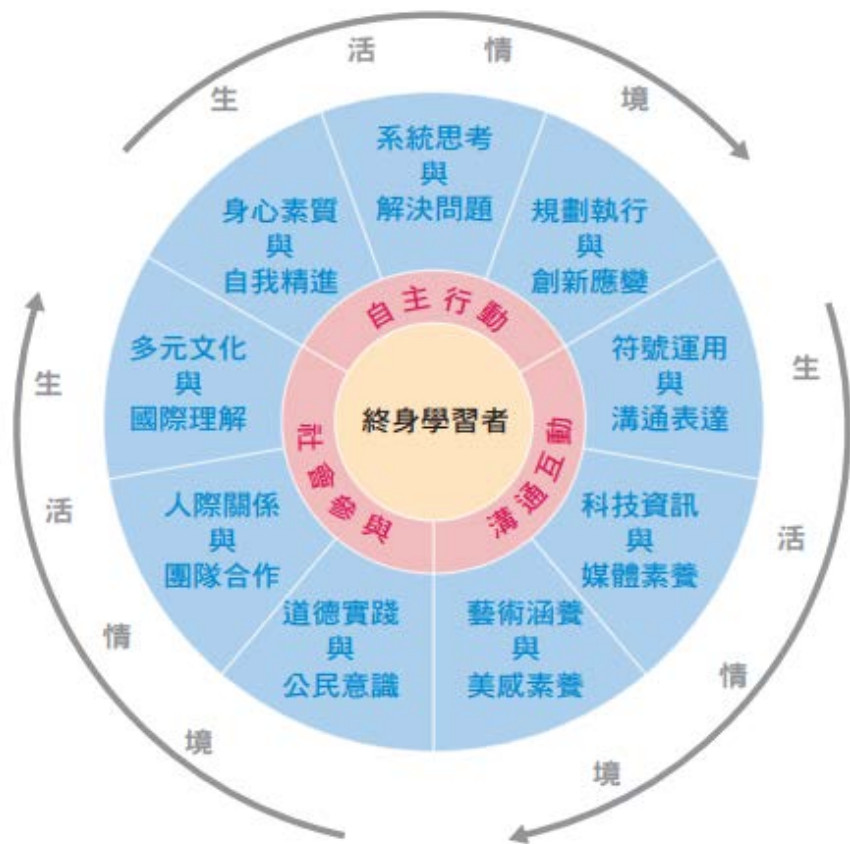 生活情境
系統思考
與
解決問題
規劃執行
與
創新應變
符號運用
與
溝通表達
科技資訊
與
媒體素養
藝術涵養
與
美感素養
道德實踐
與
公民意識
人際關係
與
團隊合作
多元文化
與
國際理解
身心素質
與
自我精進
自主行動
溝通互動
社會參與
終身學習者
生活情境
生活情境